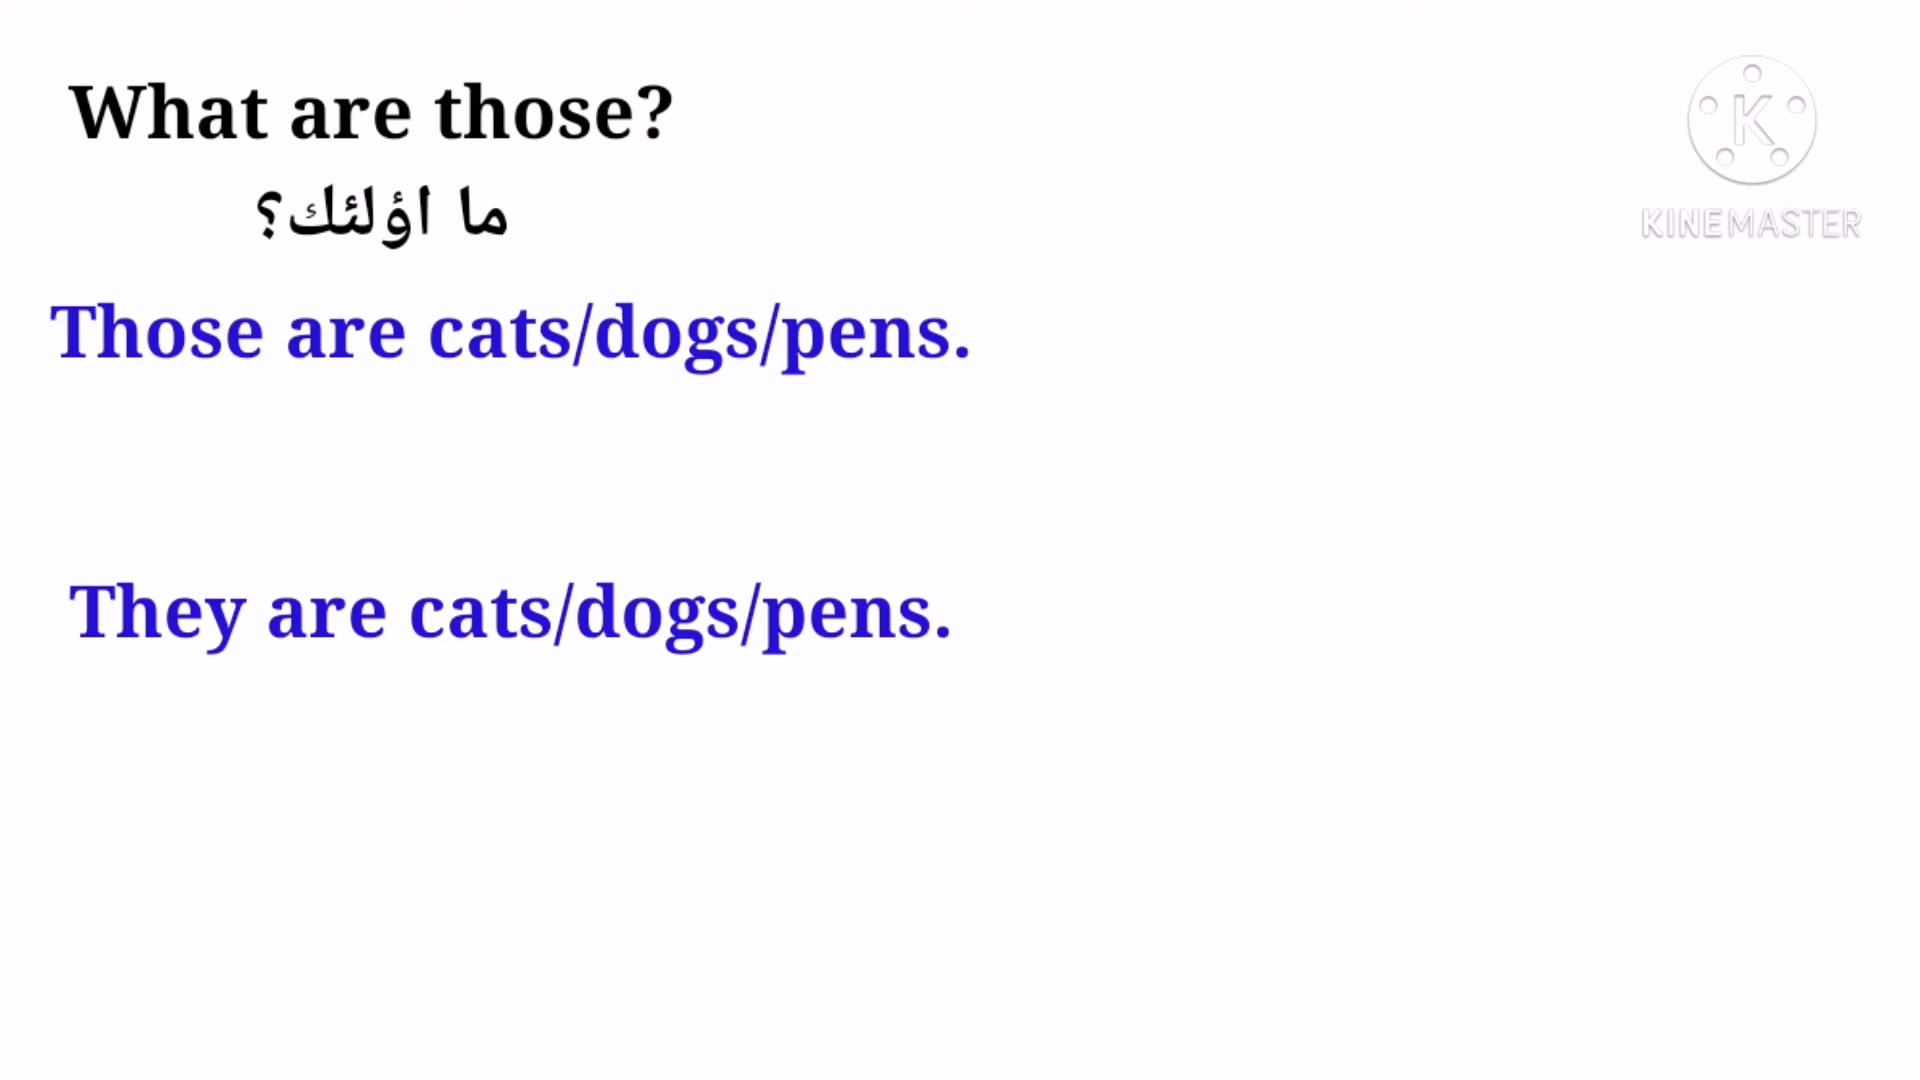 What are those?
ما اؤلئك؟
Those are cats/dogs/pens.
They are cats/dogs/pens.
K
KINEMASTER